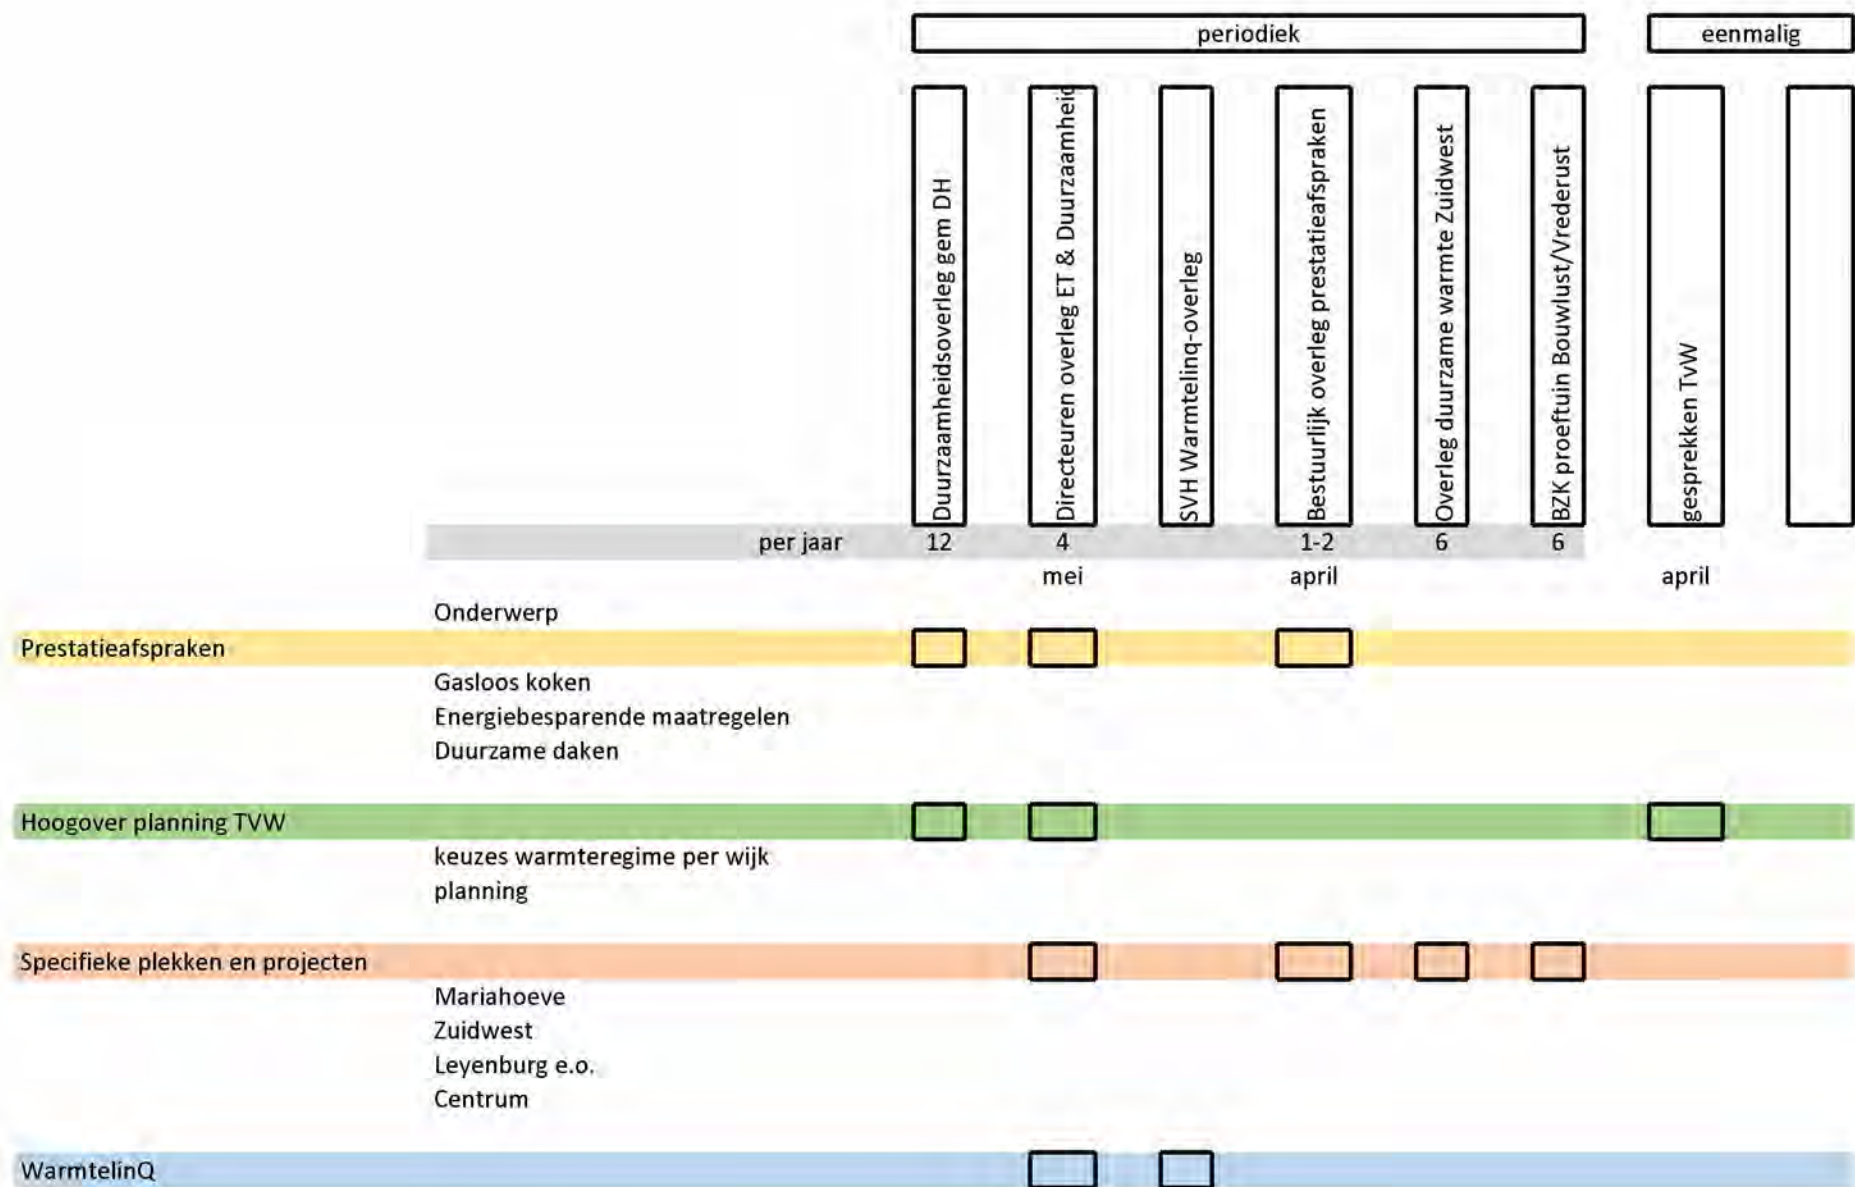 periodiek eenmalig
Duurzaamheidsoverleg gem DH
Directeuren overleg ET & Duurzaamheid
SVH Warmtelinq-overleg
Bestuurlijk overleg prestatieafspraken
Overleg duurzame warmte Zuidwest
BZK proeftuin Bouwlust/Vrederust
gesprekken TvW
per jaar 12 4 1-2 6 6
mei april april
Onderwerp
Prestatieafspraken
Gasloos koken
Energiebesparende maatregelen
Duurzame daken
Hoogover planning TVW
keuzes warmteregime per wijk
planning
Specifieke plekken en projecten
Mariahoeve
Zuidwest
Leyenburg e.o.
Centrum
WarmtelinQ